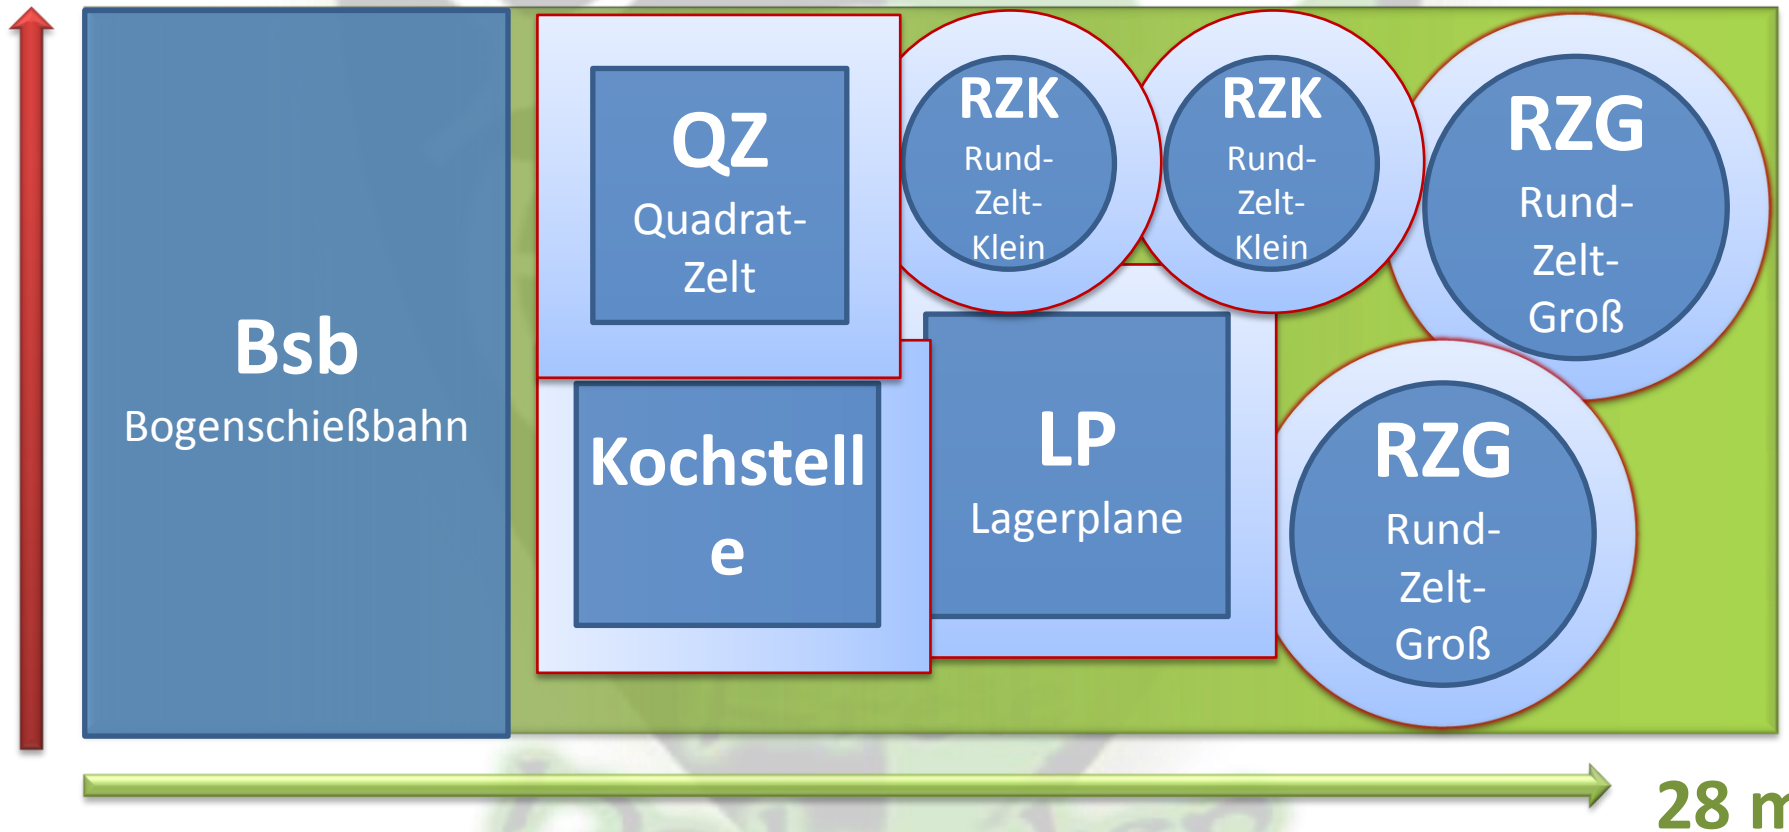 Bsb
Bogenschießbahn
QZ
Quadrat-
Zelt
RZK
Rund-
Zelt-
Klein
RZK
Rund-
Zelt-
Klein
RZG
Rund-
Zelt-
Groß
Kochstell
e
LP
Lagerplane
RZG
Rund-
Zelt-
Groß
28 m